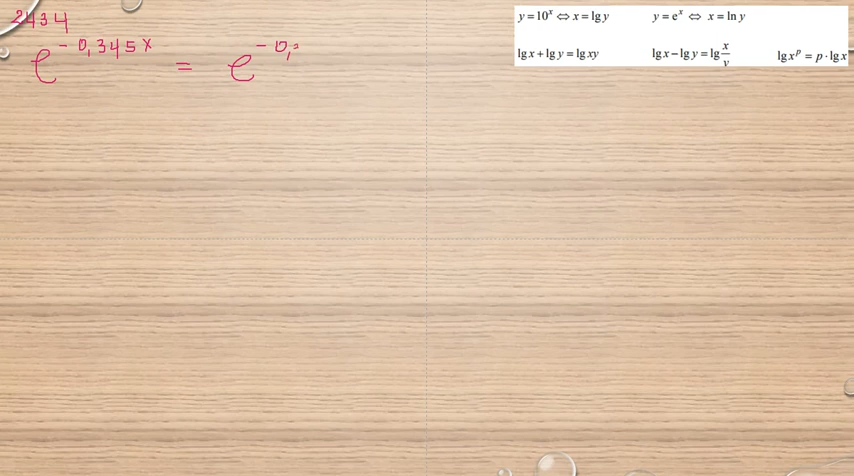 2434
e^{-0,345x} = e^{-0,
y = 10^x ⇔ x = lg y    y = e^x ⇔ x = ln y
lg x + lg y = lg xy    lg x − lg y = lg x/y    lg x^p = p · lg x